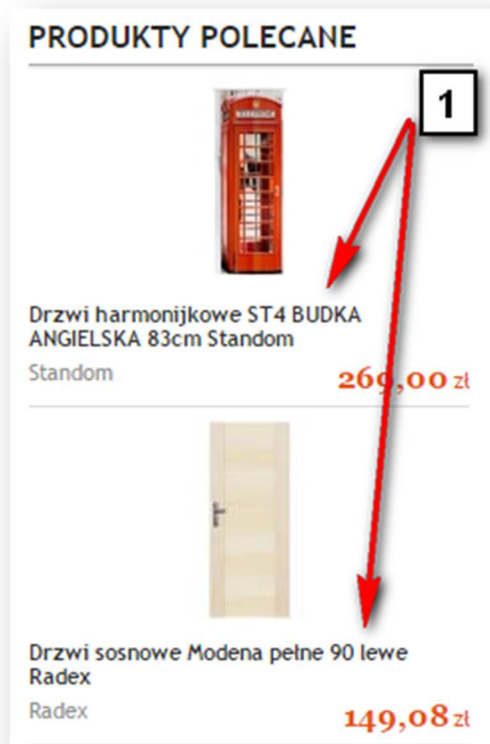 PRODUKTY POLECANE
1
Drzwi harmonijkowe ST4 BUDKA
ANGIELSKA 83cm Standom
Standom
269,00 zł
Drzwi sosnowe Modena pełne 90 lewe
Radex
Radex
149,08 zł